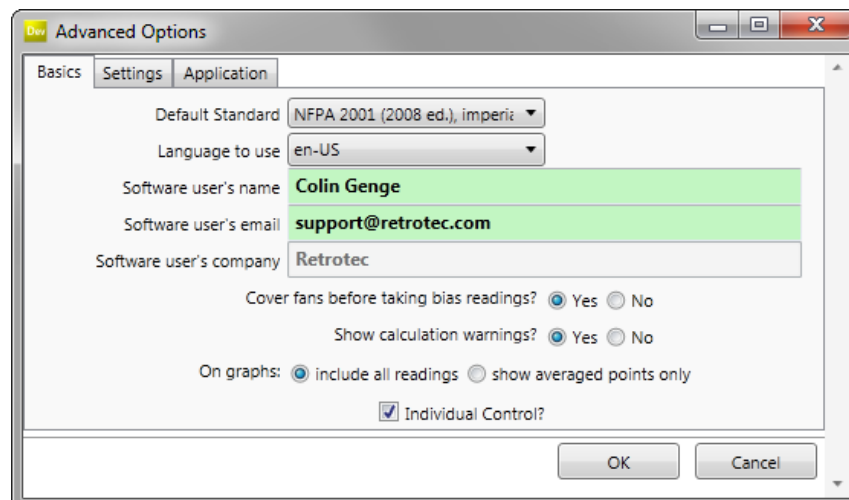 Dev Advanced Options
Basics Settings Application
Default Standard NFPA 2001 (2008 ed.), imperia
Language to use en-US
Software user's name Colin Genge
Software user's email support@retrotec.com
Software user's company Retrotec
Cover fans before taking bias readings? Yes No
Show calculation warnings? Yes No
On graphs: include all readings show averaged points only
Individual Control?
OK Cancel